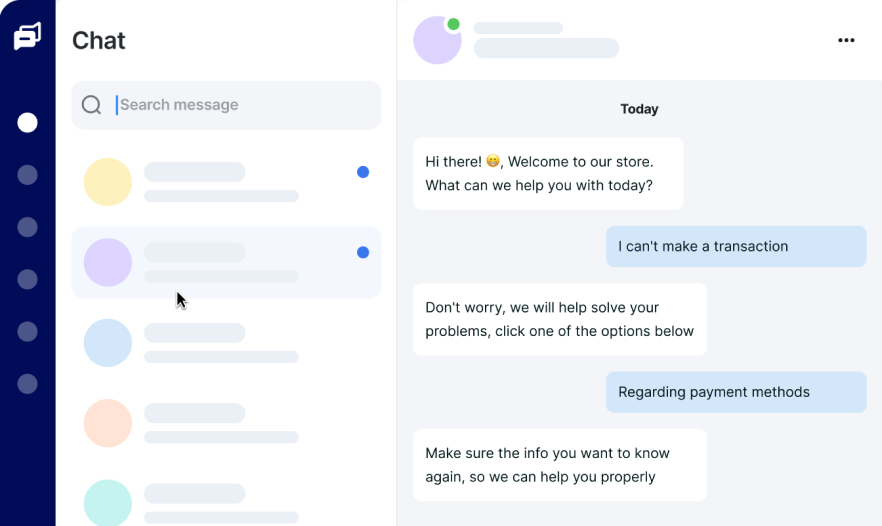 Chat
Search message
Today
Hi there! 😁, Welcome to our store.
What can we help you with today?
I can't make a transaction
Don't worry, we will help solve your
problems, click one of the options below
Regarding payment methods
Make sure the info you want to know
again, so we can help you properly